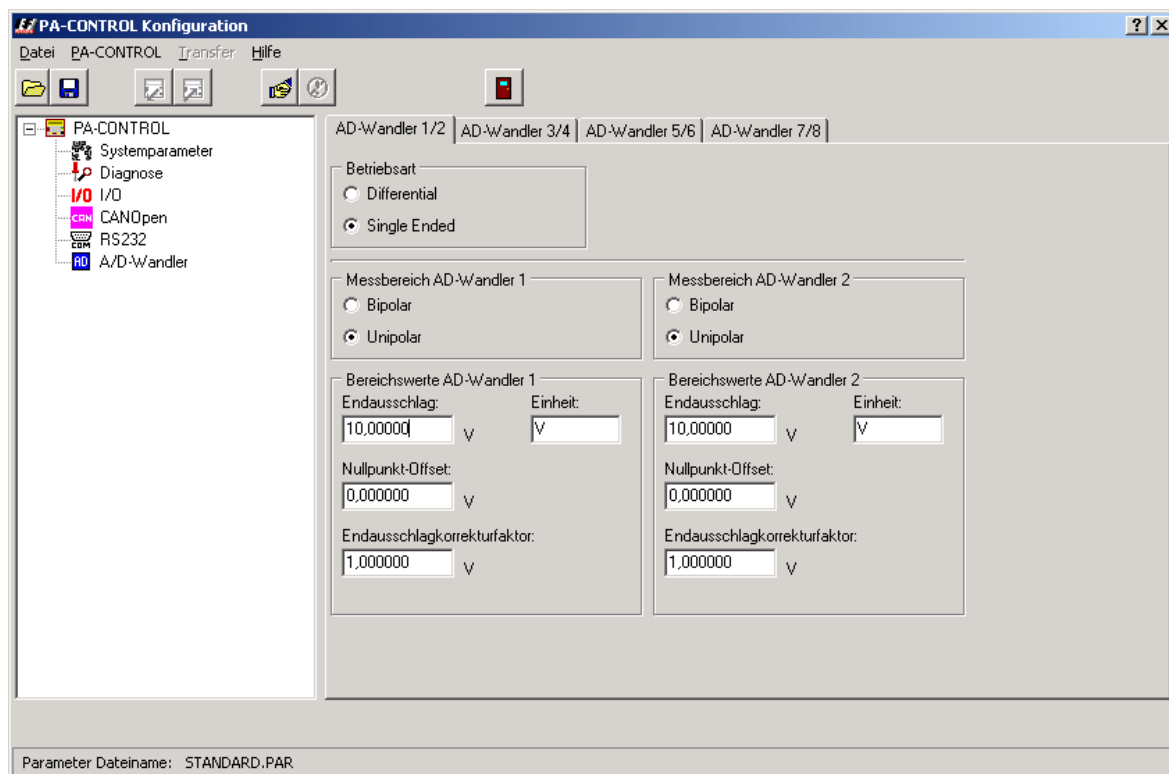 PA-CONTROL Konfiguration
Datei PA-CONTROL Transfer Hilfe
PA-CONTROL
Systemparameter
Diagnose
I/O I/O
CAN CANOpen
COM RS232
AD A/D-Wandler
AD-Wandler 1/2 AD-Wandler 3/4 AD-Wandler 5/6 AD-Wandler 7/8
Betriebsart
Differential
Single Ended
Messbereich AD-Wandler 1
Bipolar
Unipolar
Messbereich AD-Wandler 2
Bipolar
Unipolar
Bereichswerte AD-Wandler 1
Endausschlag: Einheit:
10,00000 V V
Nullpunkt-Offset:
0,000000 V
Endausschlagkorrekturfaktor:
1,000000 V
Bereichswerte AD-Wandler 2
Endausschlag: Einheit:
10,00000 V V
Nullpunkt-Offset:
0,000000 V
Endausschlagkorrekturfaktor:
1,000000 V
Parameter Dateiname: STANDARD.PAR